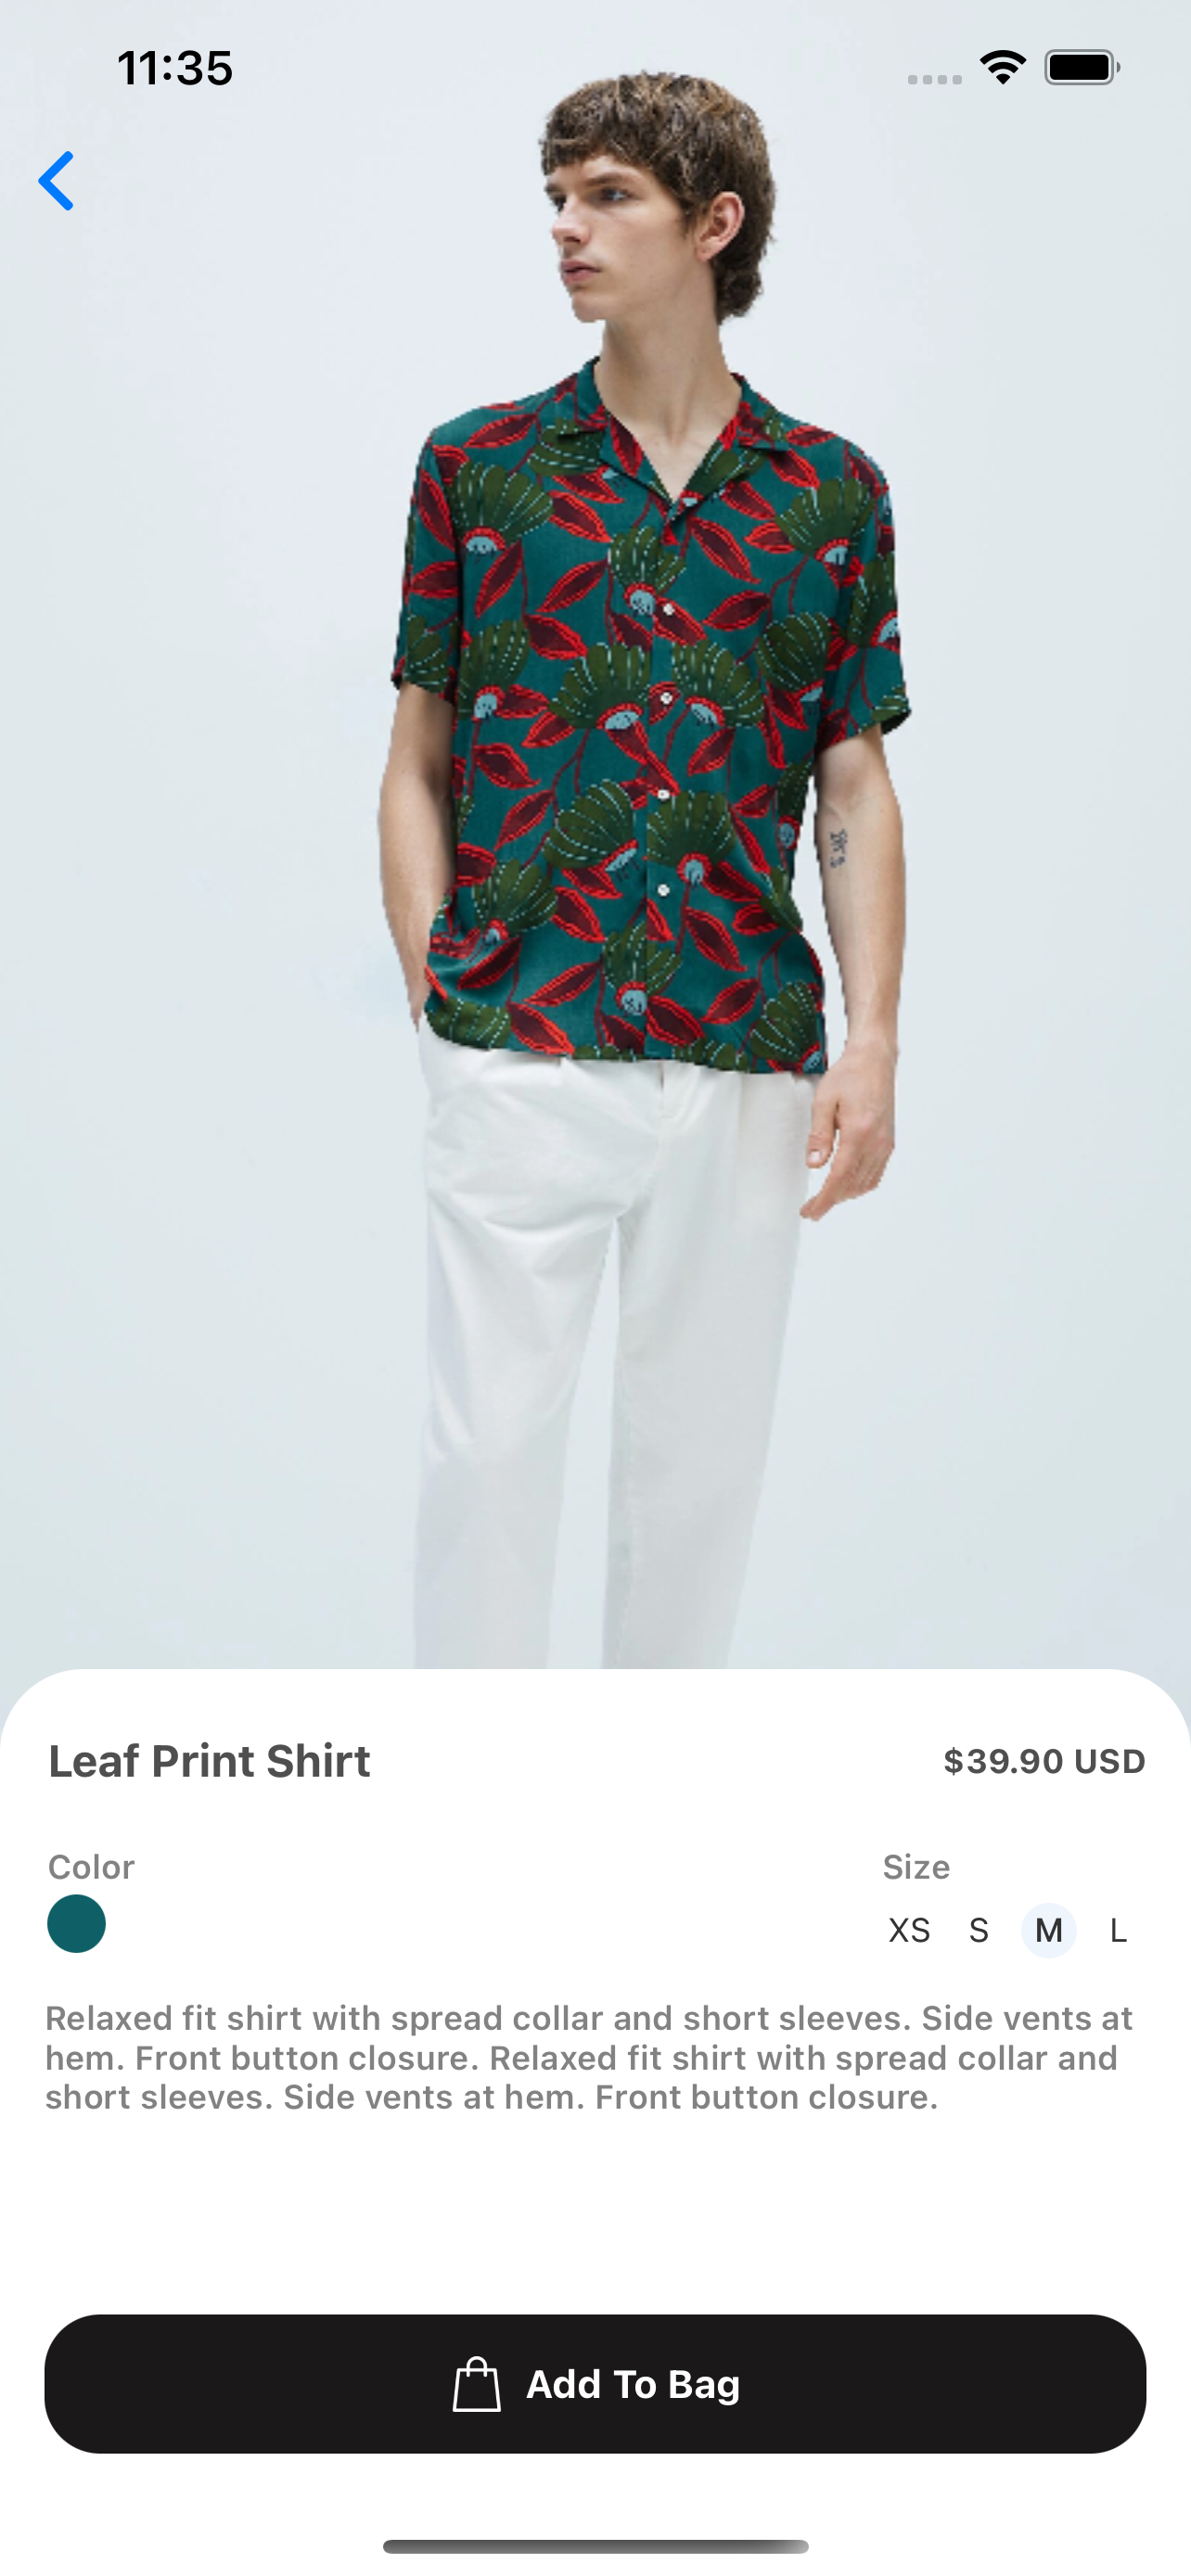 11:35
Leaf Print Shirt
$39.90 USD
Color
Size
XS S M L
Relaxed fit shirt with spread collar and short sleeves. Side vents at
hem. Front button closure. Relaxed fit shirt with spread collar and
short sleeves. Side vents at hem. Front button closure.
Add To Bag